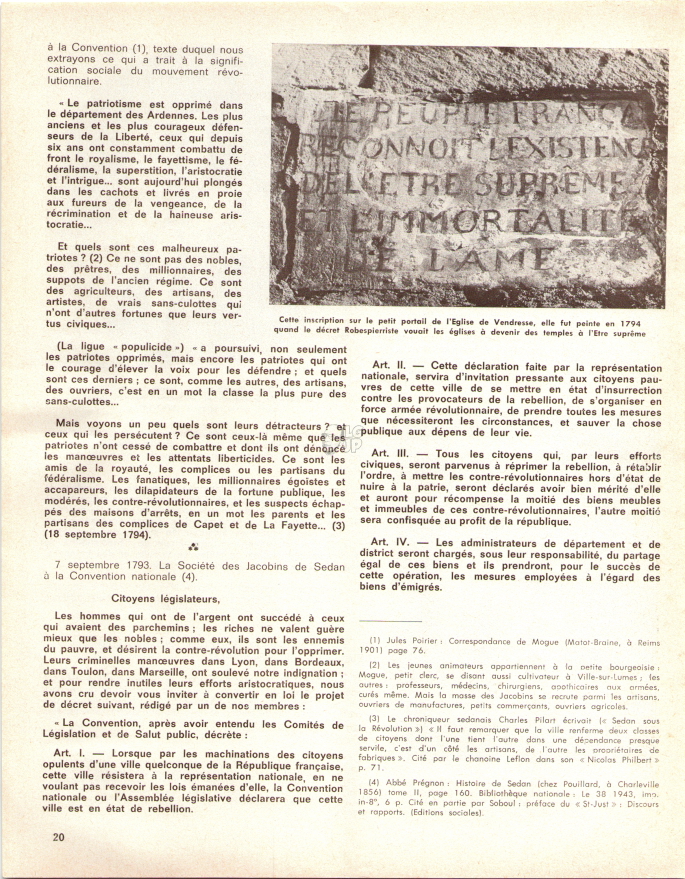 à la Convention (1), texte duquel nous
extrayons ce qui a trait à la signifi-
cation sociale du mouvement révo-
lutionnaire.
« Le patriotisme est opprimé dans
le département des Ardennes. Les plus
anciens et les plus courageux défen-
seurs de la Liberté, ceux qui depuis
six ans ont constamment combattu de
front le royalisme, le fayettisme, le fé-
déralisme, la superstition, l'aristocratie
et l'intrigue... sont aujourd'hui plongés
dans les cachots et livrés en proie
aux fureurs de la vengeance, de la
récrimination et de la haineuse aris-
tocratie...
Et quels sont ces malheureux pa-
triotes ? (2) Ce ne sont pas des nobles,
des prêtres, des millionnaires, des
suppots de l'ancien régime. Ce sont
des agriculteurs, des artisans, des
artistes, de vrais sans-culottes qui
n'ont d'autres fortunes que leurs ver-
tus civiques...
LE PEUPLE FRANÇA
RECONNOIT L'EXISTENC
DE L'ETRE SUPREME
ET L'IMMORTALITE
DE L'AME
Cette inscription sur le petit portail de l'Eglise de Vendresse, elle fut peinte en 1794
quand le décret Robespierriste vouait les églises à devenir des temples à l'Etre suprême
(La ligue « populicide ») « a poursuivi, non seulement
les patriotes opprimés, mais encore les patriotes qui ont
le courage d'élever la voix pour les défendre ; et quels
sont ces derniers ; ce sont, comme les autres, des artisans,
des ouvriers, c'est en un mot la classe la plus pure des
sans-culottes...
Mais voyons un peu quels sont leurs détracteurs ? et
ceux qui les persécutent ? Ce sont ceux-là même que les
patriotes n'ont cessé de combattre et dont ils ont dénoncé
les manœuvres et les attentats liberticides. Ce sont les
amis de la royauté, les complices ou les partisans du
fédéralisme. Les fanatiques, les millionnaires égoïstes et
accapareurs, les dilapidateurs de la fortune publique, les
modérés, les contre-révolutionnaires, et les suspects échap-
pés des maisons d'arrêts, en un mot les parents et les
partisans des complices de Capet et de La Fayette... (3)
(18 septembre 1794).
7 septembre 1793. La Société des Jacobins de Sedan
à la Convention nationale (4).
Citoyens législateurs,
Les hommes qui ont de l'argent ont succédé à ceux
qui avaient des parchemins ; les riches ne valent guère
mieux que les nobles ; comme eux, ils sont les ennemis
du pauvre, et désirent la contre-révolution pour l'opprimer.
Leurs criminelles manœuvres dans Lyon, dans Bordeaux,
dans Toulon, dans Marseille, ont soulevé notre indignation ;
et pour rendre inutiles leurs efforts aristocratiques, nous
avons cru devoir vous inviter à convertir en loi le projet
de décret suivant, rédigé par un de nos membres :
« La Convention, après avoir entendu les Comités de
Législation et de Salut public, décrète :
Art. I. — Lorsque par les machinations des citoyens
opulents d'une ville quelconque de la République française,
cette ville résistera à la représentation nationale, en ne
voulant pas recevoir les lois émanées d'elle, la Convention
nationale ou l'Assemblée législative déclarera que cette
ville est en état de rebellion.
Art. II. — Cette déclaration faite par la représentation
nationale, servira d'invitation pressante aux citoyens pau-
vres de cette ville de se mettre en état d'insurrection
contre les provocateurs de la rebellion, de s'organiser en
force armée révolutionnaire, de prendre toutes les mesures
que nécessiteront les circonstances, et sauver la chose
publique aux dépens de leur vie.
Art. III. — Tous les citoyens qui, par leurs efforts
civiques, seront parvenus à réprimer la rebellion, à rétablir
l'ordre, à mettre les contre-révolutionnaires hors d'état de
nuire à la patrie, seront déclarés avoir bien mérité d'elle
et auront pour récompense la moitié des biens meubles
et immeubles de ces contre-révolutionnaires, l'autre moitié
sera confisquée au profit de la république.
Art. IV. — Les administrateurs de département et de
district seront chargés, sous leur responsabilité, du partage
égal de ces biens et ils prendront, pour le succès de
cette opération, les mesures employées à l'égard des
biens d'émigrés.
(1) Jules Poirier : Correspondance de Mogue (Matot-Braine, à Reims
1901) page 76.
(2) Les jeunes animateurs appartiennent à la petite bourgeoisie :
Mogue, petit clerc, se disant aussi cultivateur à Ville-sur-Lumes ; les
autres : professeurs, médecins, chirurgiens, apothicaires aux armées,
curés même. Mais la masse des Jacobins se recrute parmi les artisans,
ouvriers de manufactures, petits commerçants, ouvriers agricoles.
(3) Le chroniqueur sedanais Charles Pilart écrivait (« Sedan sous
la Révolution ») « Il faut remarquer que la ville renferme deux classes
de citoyens dont l'une tient l'autre dans une dépendance presque
servile, c'est d'un côté les artisans, de l'autre les propriétaires de
fabriques ». Cité par le chanoine Leflon dans son « Nicolas Philbert »
p. 71.
(4) Abbé Prégnon : Histoire de Sedan (chez Pouillard, à Charleville
1856) tome II, page 160. Bibliothèque nationale : Le 38 1943, imp.
in-8°, 6 p. Cité en partie par Soboul : préface du « St-Just » : Discours
et rapports. (Editions sociales).
20